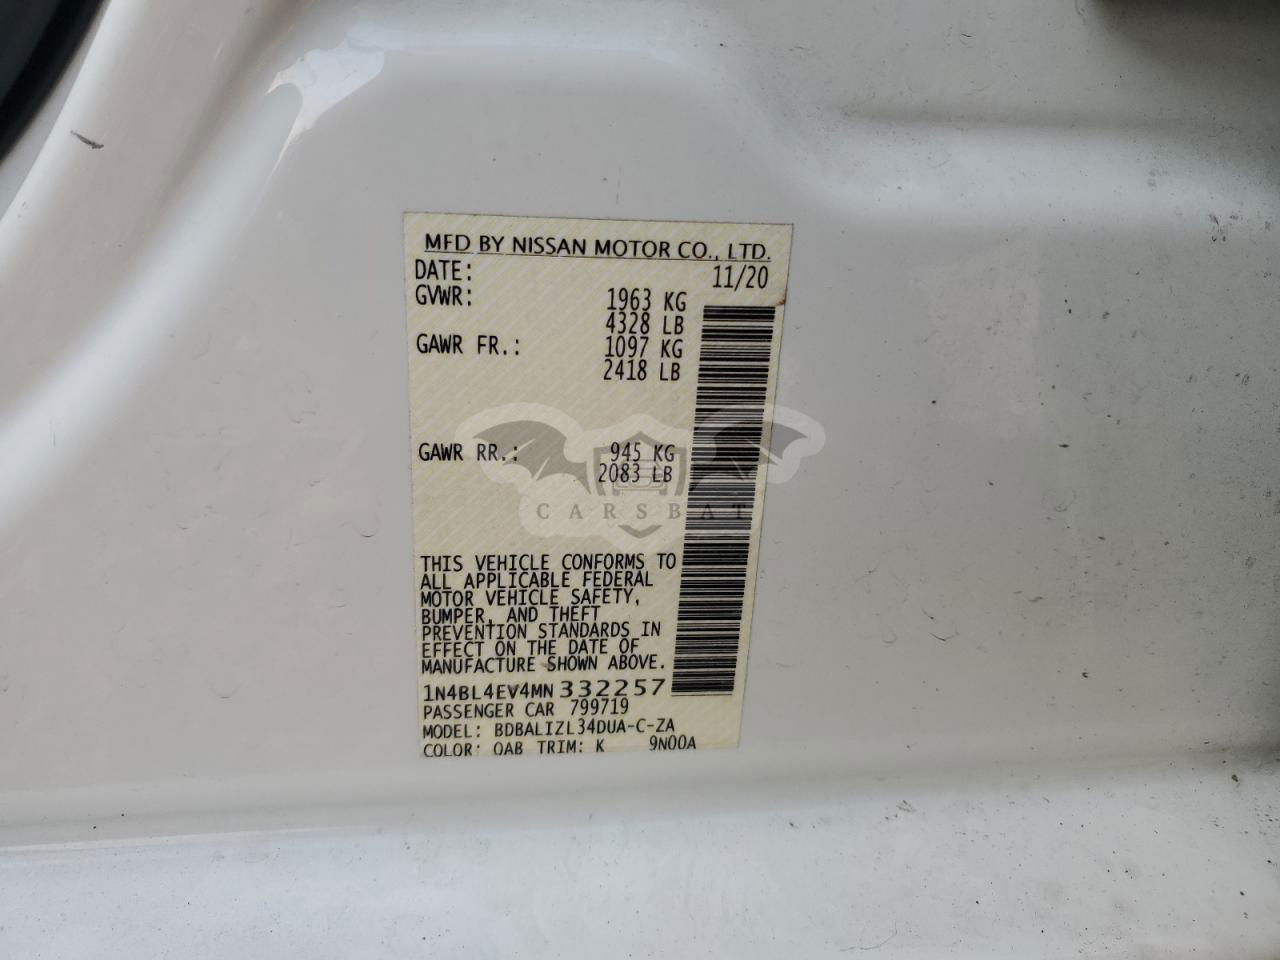 MFD BY NISSAN MOTOR CO., LTD.
DATE: 11/20
GVWR: 1963 KG
4328 LB
GAWR FR.: 1097 KG
2418 LB
GAWR RR.: 945 KG
2083 LB
CARSBAT
THIS VEHICLE CONFORMS TO
ALL APPLICABLE FEDERAL
MOTOR VEHICLE SAFETY,
BUMPER, AND THEFT
PREVENTION STANDARDS IN
EFFECT ON THE DATE OF
MANUFACTURE SHOWN ABOVE.
1N4BL4EV4MN332257
PASSENGER CAR 799719
MODEL: BDBALIZL34DUA-C-ZA
COLOR: QAB TRIM: K 9N00A